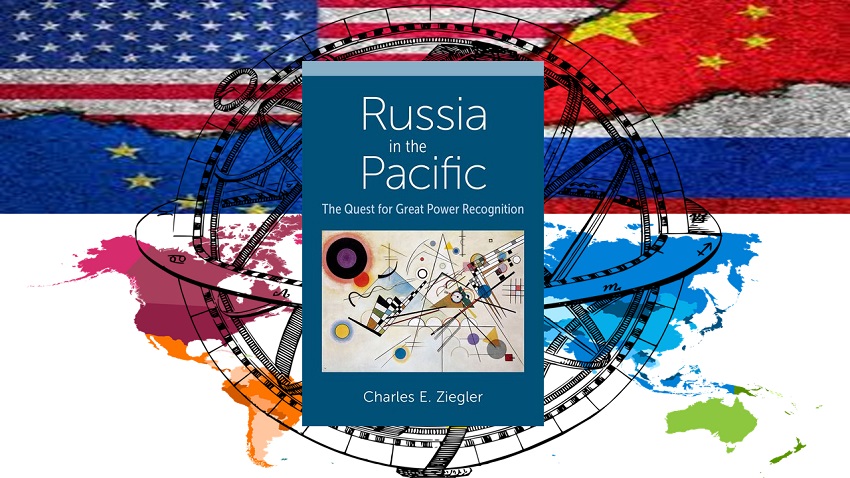 Russia
in the
Pacific
The Quest for Great Power Recognition
Charles E. Ziegler